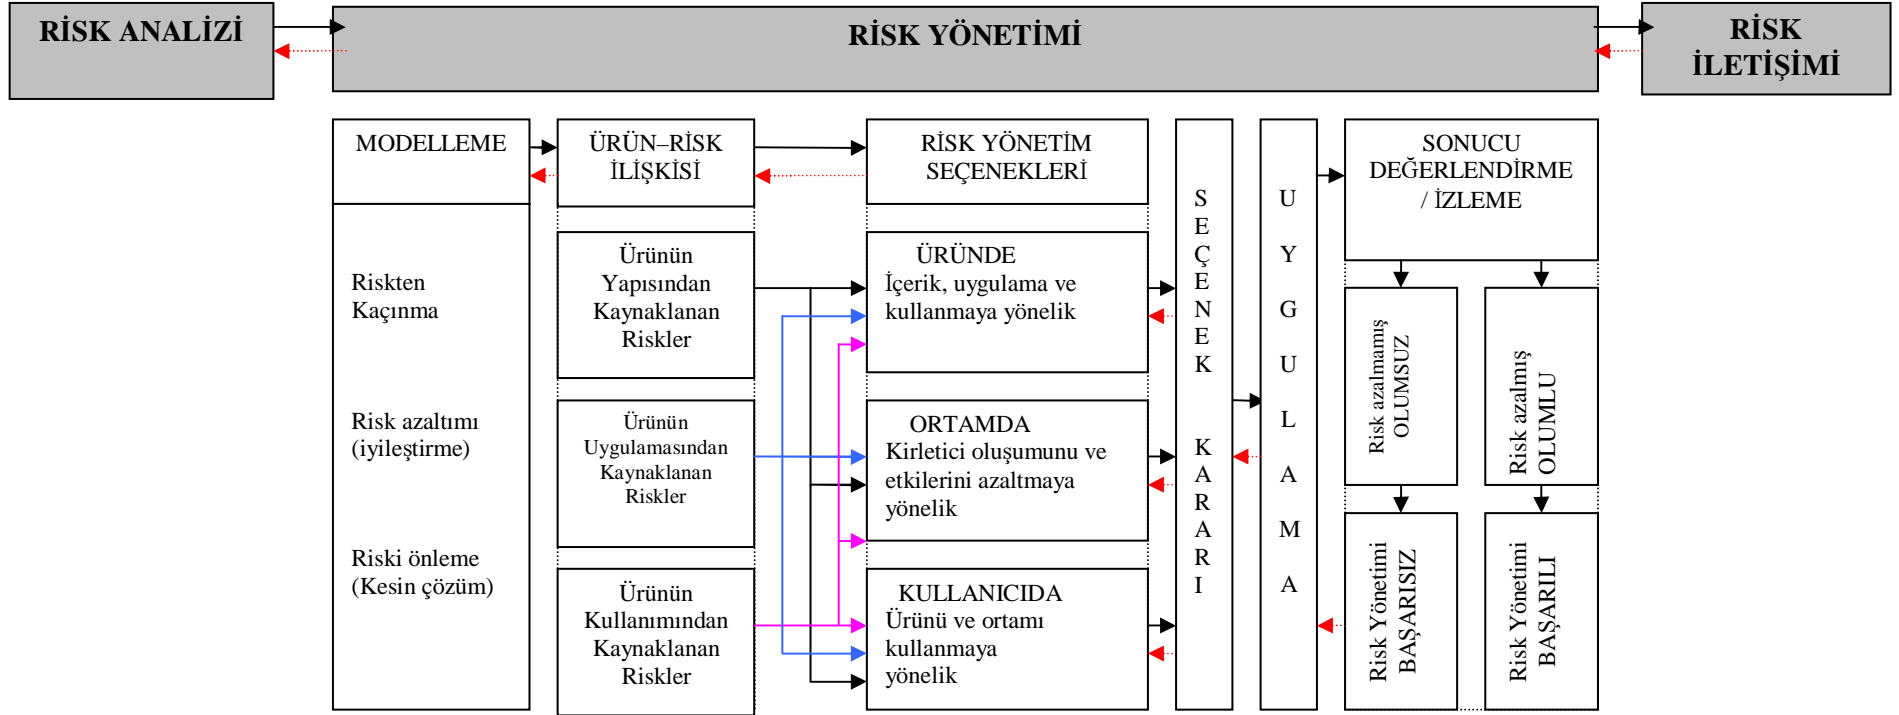 RİSK ANALİZİ
RİSK YÖNETİMİ
RİSK
İLETİŞİMİ
MODELLEME
Riskten
Kaçınma
Risk azaltımı
(iyileştirme)
Riski önleme
(Kesin çözüm)
ÜRÜN–RİSK
İLİŞKİSİ
Ürünün
Yapısından
Kaynaklanan
Riskler
Ürünün
Uygulamasından
Kaynaklanan
Riskler
Ürünün
Kullanımından
Kaynaklanan
Riskler
RİSK YÖNETİM
SEÇENEKLERİ
ÜRÜNDE
İçerik, uygulama ve
kullanmaya yönelik
ORTAMDA
Kirletici oluşumunu ve
etkilerini azaltmaya
yönelik
KULLANICIDA
Ürünü ve ortamı
kullanmaya
yönelik
SEÇENEK KARARI
UYGULAMA
SONUCU
DEĞERLENDİRME
/ İZLEME
Risk azalmamış
OLUMSUZ
Risk azalmış
OLUMLU
Risk Yönetimi
BAŞARISIZ
Risk Yönetimi
BAŞARILI